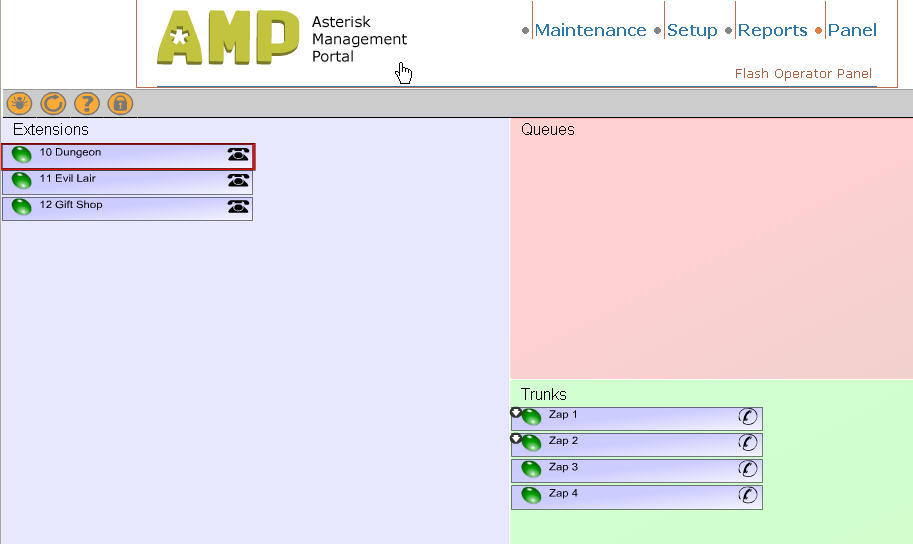 AMP
Asterisk
Management
Portal
Maintenance Setup Reports Panel
Flash Operator Panel
?
Extensions
10 Dungeon
11 Evil Lair
12 Gift Shop
Queues
Trunks
Zap 1
Zap 2
Zap 3
Zap 4